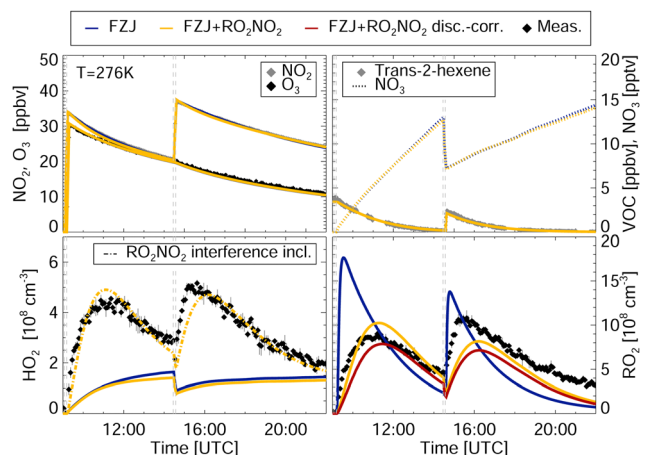 FZJ FZJ+RO2NO2 FZJ+RO2NO2 disc.-corr. Meas.
T=276K
NO2
O3
Trans-2-hexene
NO3
NO2, O3 [ppbv]
50
40
30
20
10
0
20
15
10
5
0
VOC [ppbv], NO3 [pptv]
RO2NO2 interference incl.
HO2 [10^8 cm^-3]
6
4
2
0
20
15
10
5
0
RO2 [10^8 cm^-3]
12:00 16:00 20:00
12:00 16:00 20:00
Time [UTC]
Time [UTC]